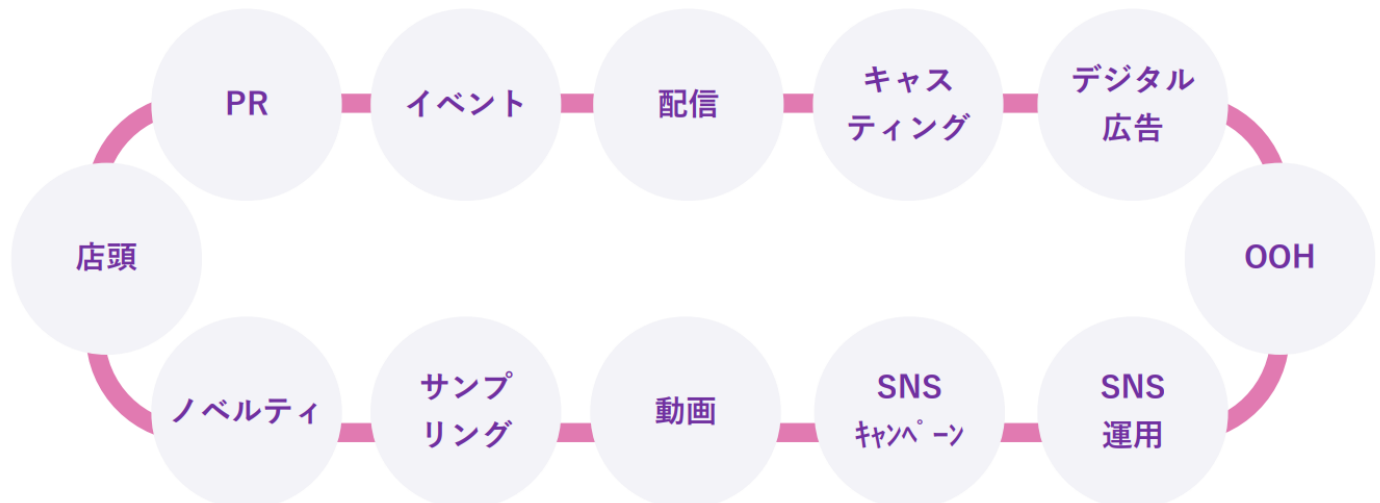 PR
イベント
配信
キャス
ティング
デジタル
広告
店頭
OOH
ノベルティ
サンプ
リング
動画
SNS
ｷｬﾝﾍﾟｰﾝ
SNS
運用